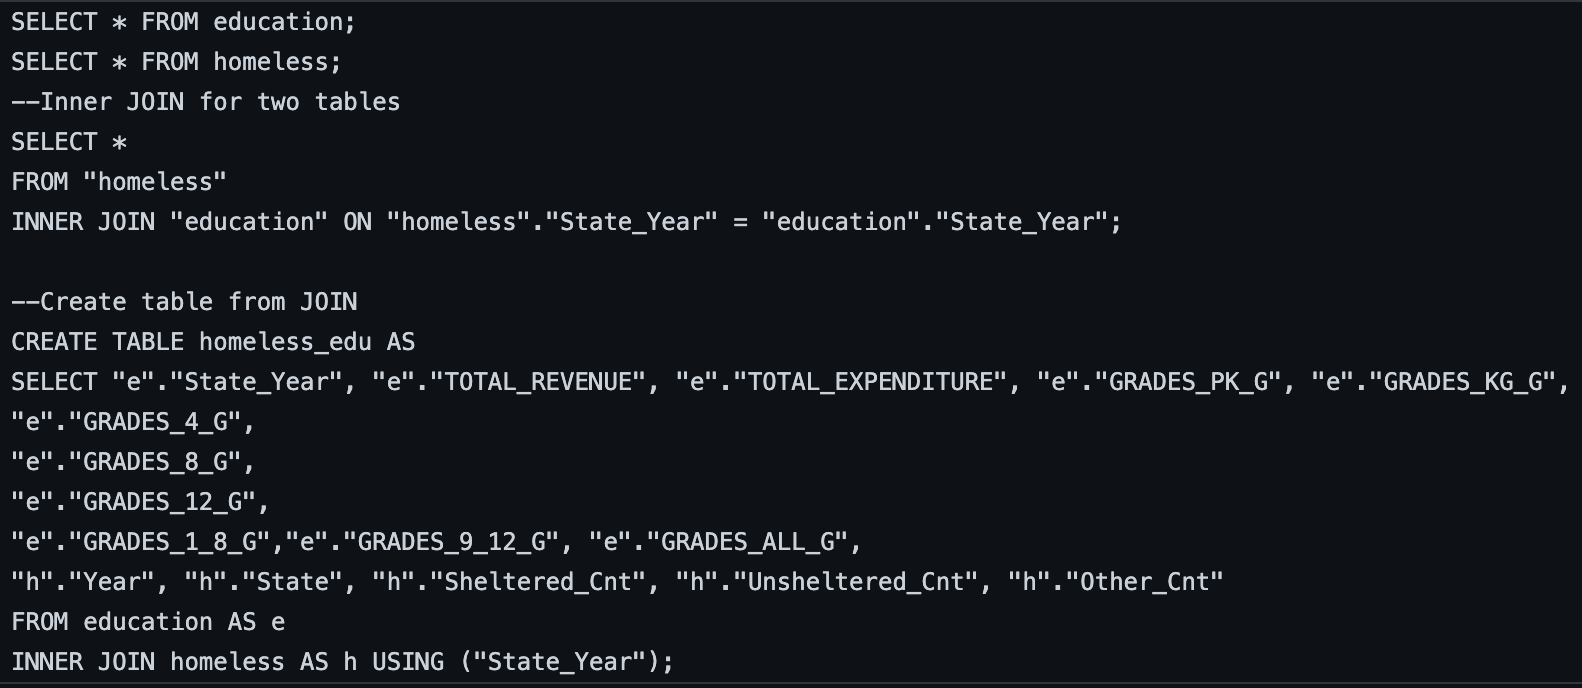 SELECT * FROM education;
SELECT * FROM homeless;
--Inner JOIN for two tables
SELECT *
FROM "homeless"
INNER JOIN "education" ON "homeless"."State_Year" = "education"."State_Year";
--Create table from JOIN
CREATE TABLE homeless_edu AS
SELECT "e"."State_Year", "e"."TOTAL_REVENUE", "e"."TOTAL_EXPENDITURE", "e"."GRADES_PK_G", "e"."GRADES_KG_G",
"e"."GRADES_4_G",
"e"."GRADES_8_G",
"e"."GRADES_12_G",
"e"."GRADES_1_8_G","e"."GRADES_9_12_G", "e"."GRADES_ALL_G",
"h"."Year", "h"."State", "h"."Sheltered_Cnt", "h"."Unsheltered_Cnt", "h"."Other_Cnt"
FROM education AS e
INNER JOIN homeless AS h USING ("State_Year");